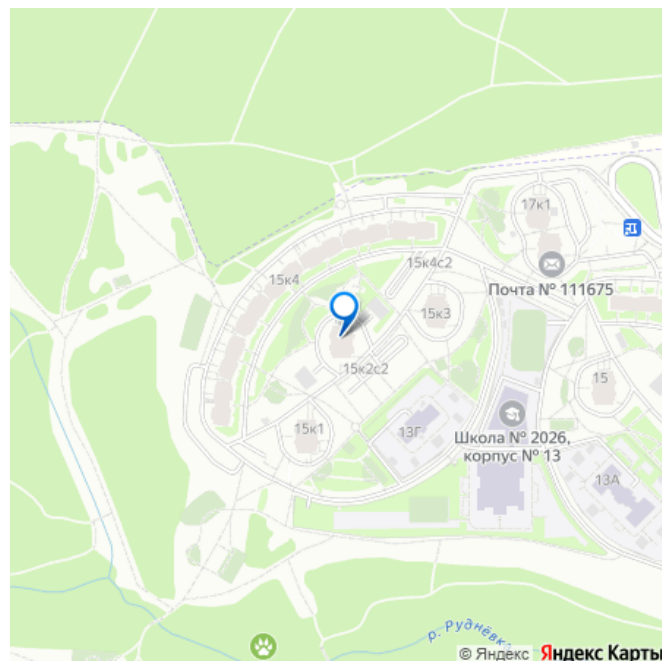 17к1
15к4с2
15к4
Почта № 111675
15к3
15к2с2
15
15к1
13Г
Школа № 2026,
корпус № 13
13А
р. Руднёвка
© Яндекс Яндекс Карты